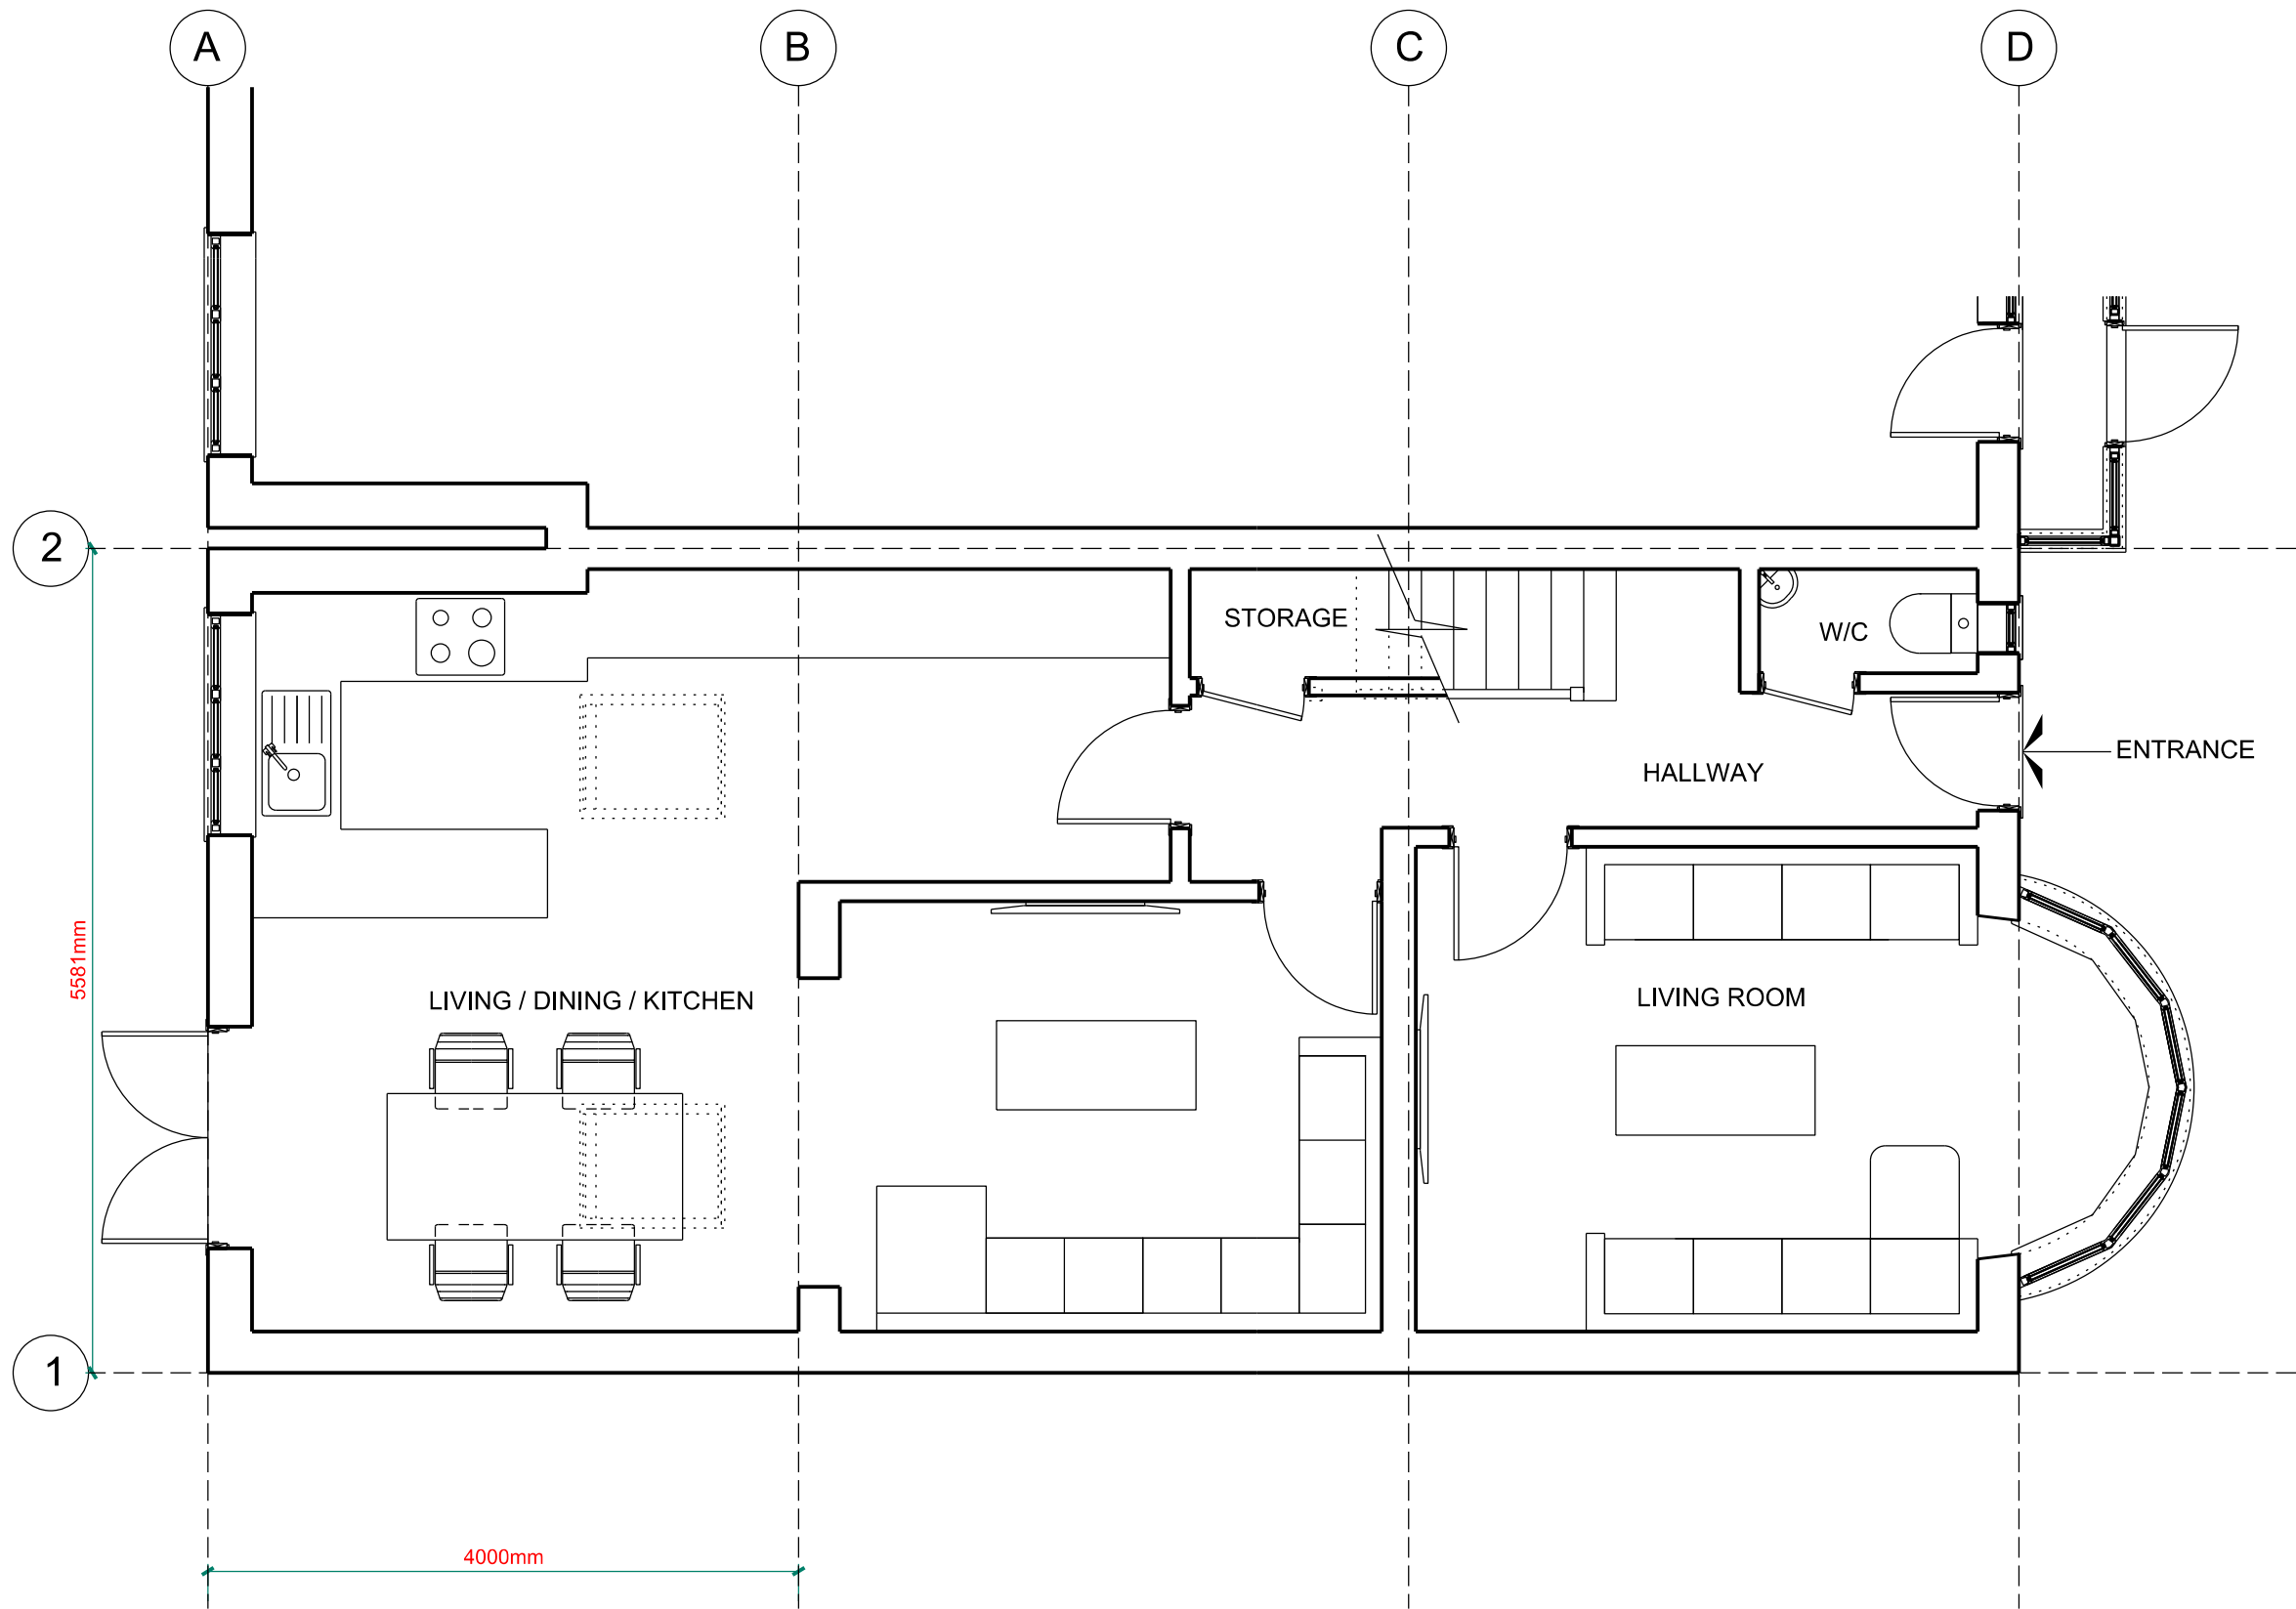 A
B
C
D
2
STORAGE
W/C
ENTRANCE
HALLWAY
5581mm
LIVING / DINING / KITCHEN
LIVING ROOM
1
4000mm